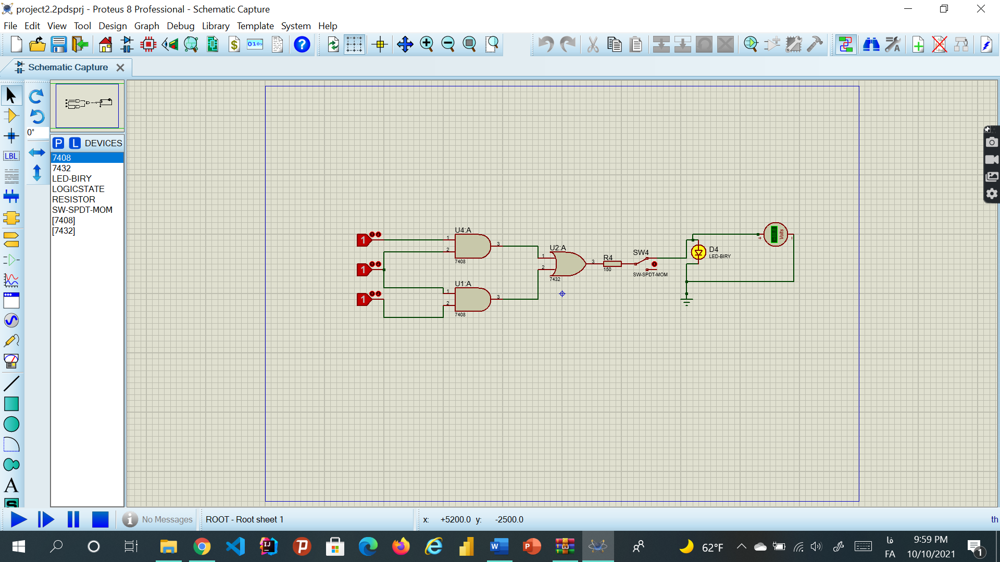 project2.2pdsprj - Proteus 8 Professional - Schematic Capture
File Edit View Tool Design Graph Debug Library Template System Help
Schematic Capture
0°
P L DEVICES
7408
7432
LED-BIRY
LOGICSTATE
RESISTOR
SW-SPDT-MOM
[7408]
[7432]
LBL
A
S
1
1
1
U4:A
1
2
3
7408
U1:A
1
2
3
7408
U2:A
1
2
3
7432
R4
150
SW4
SW-SPDT-MOM
D4
LED-BIRY
+
Volts
No Messages
ROOT - Root sheet 1
x: +5200.0 y: -2500.0
th
62°F
فا
FA
9:59 PM
10/10/2021
1